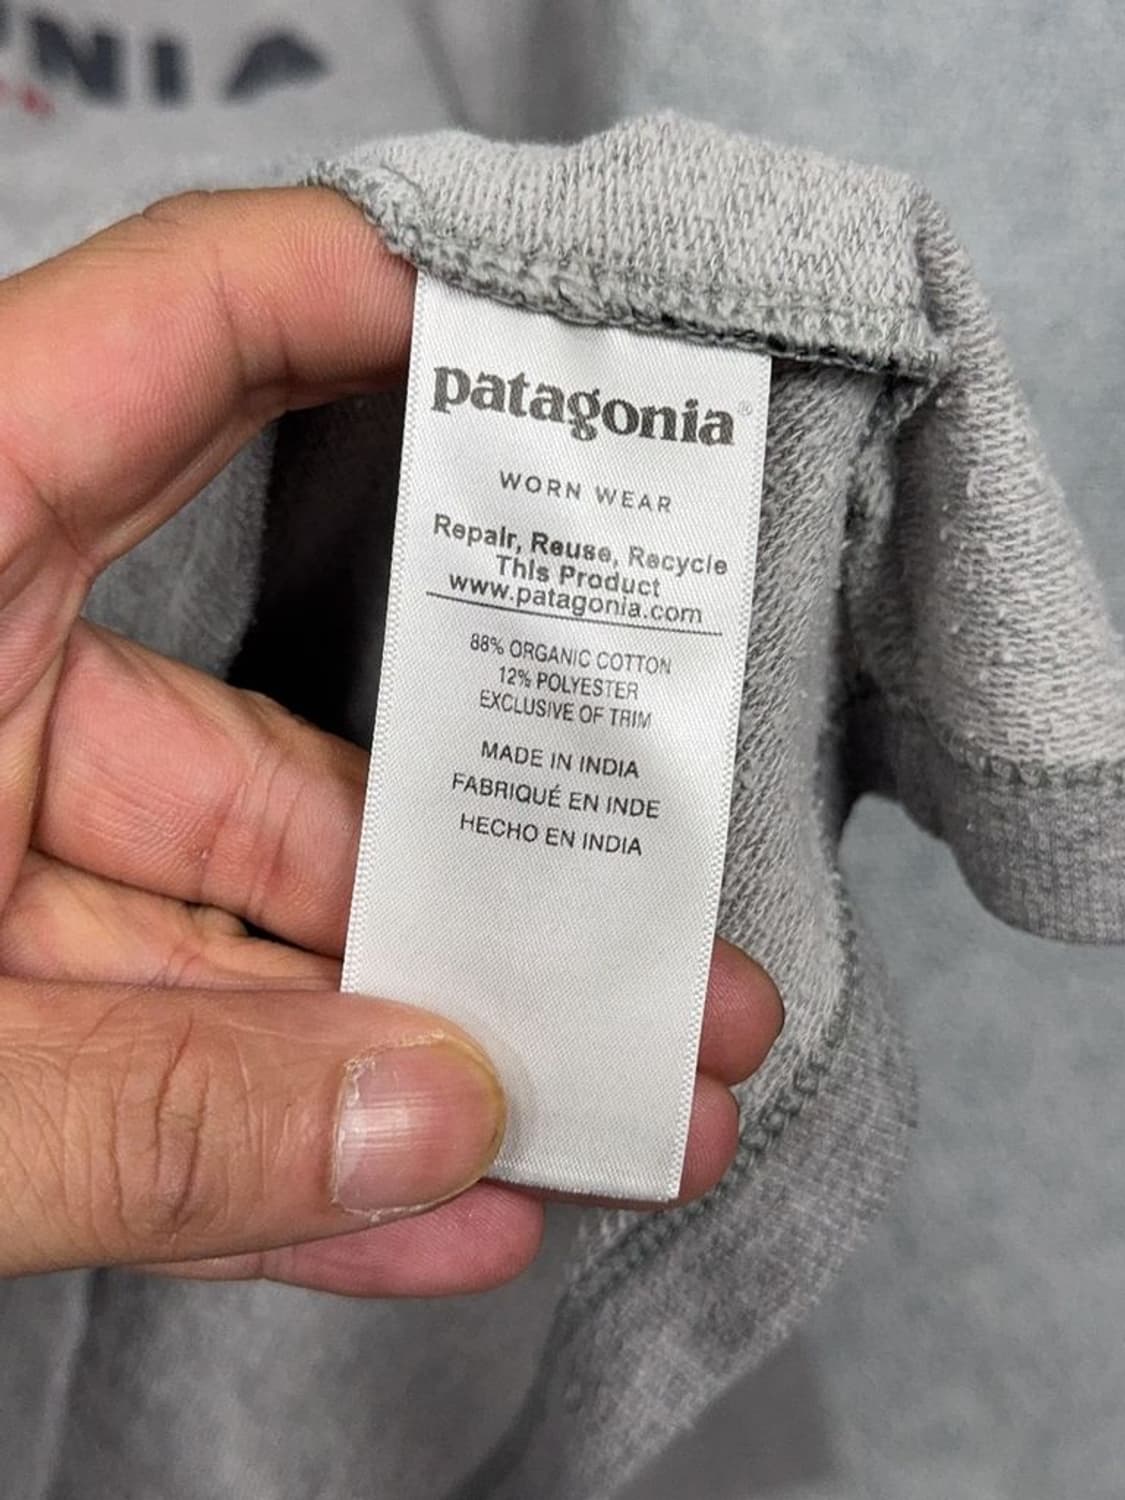 NIA
patagonia®
WORN WEAR
Repair, Reuse, Recycle
This Product
www.patagonia.com
88% ORGANIC COTTON
12% POLYESTER
EXCLUSIVE OF TRIM
MADE IN INDIA
FABRIQUÉ EN INDE
HECHO EN INDIA